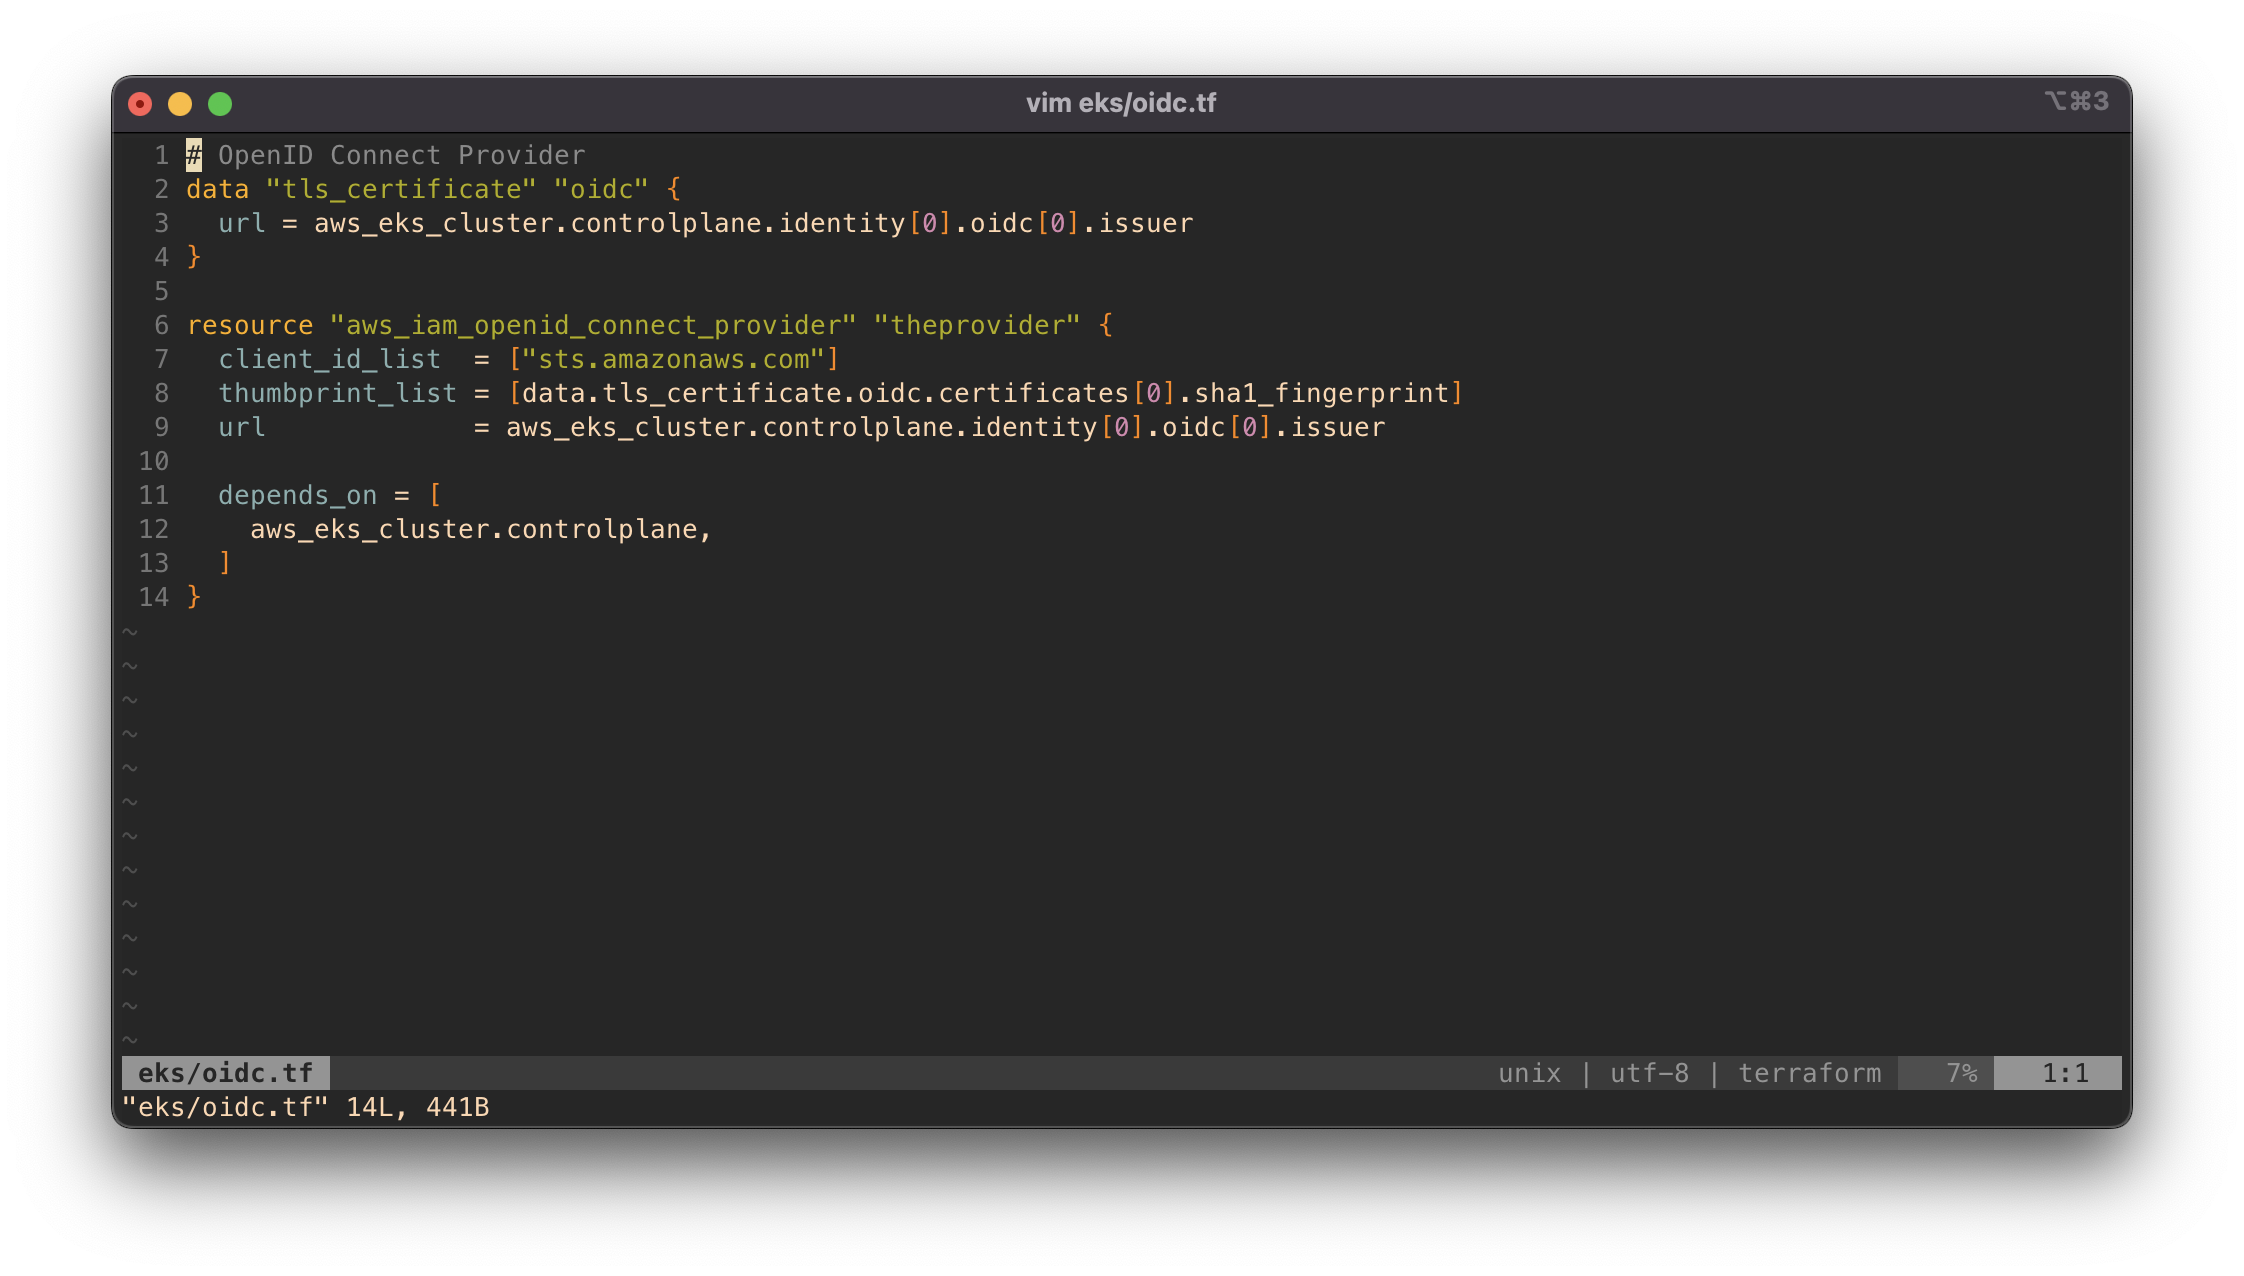 vim eks/oidc.tf ⌥⌘3
1 # OpenID Connect Provider
2 data "tls_certificate" "oidc" {
3   url = aws_eks_cluster.controlplane.identity[0].oidc[0].issuer
4 }
5
6 resource "aws_iam_openid_connect_provider" "theprovider" {
7   client_id_list  = ["sts.amazonaws.com"]
8   thumbprint_list = [data.tls_certificate.oidc.certificates[0].sha1_fingerprint]
9   url             = aws_eks_cluster.controlplane.identity[0].oidc[0].issuer
10
11   depends_on = [
12     aws_eks_cluster.controlplane,
13   ]
14 }
~
~
~
~
~
~
~
~
~
~
~
~
~
eks/oidc.tf unix | utf-8 | terraform 7% 1:1
"eks/oidc.tf" 14L, 441B